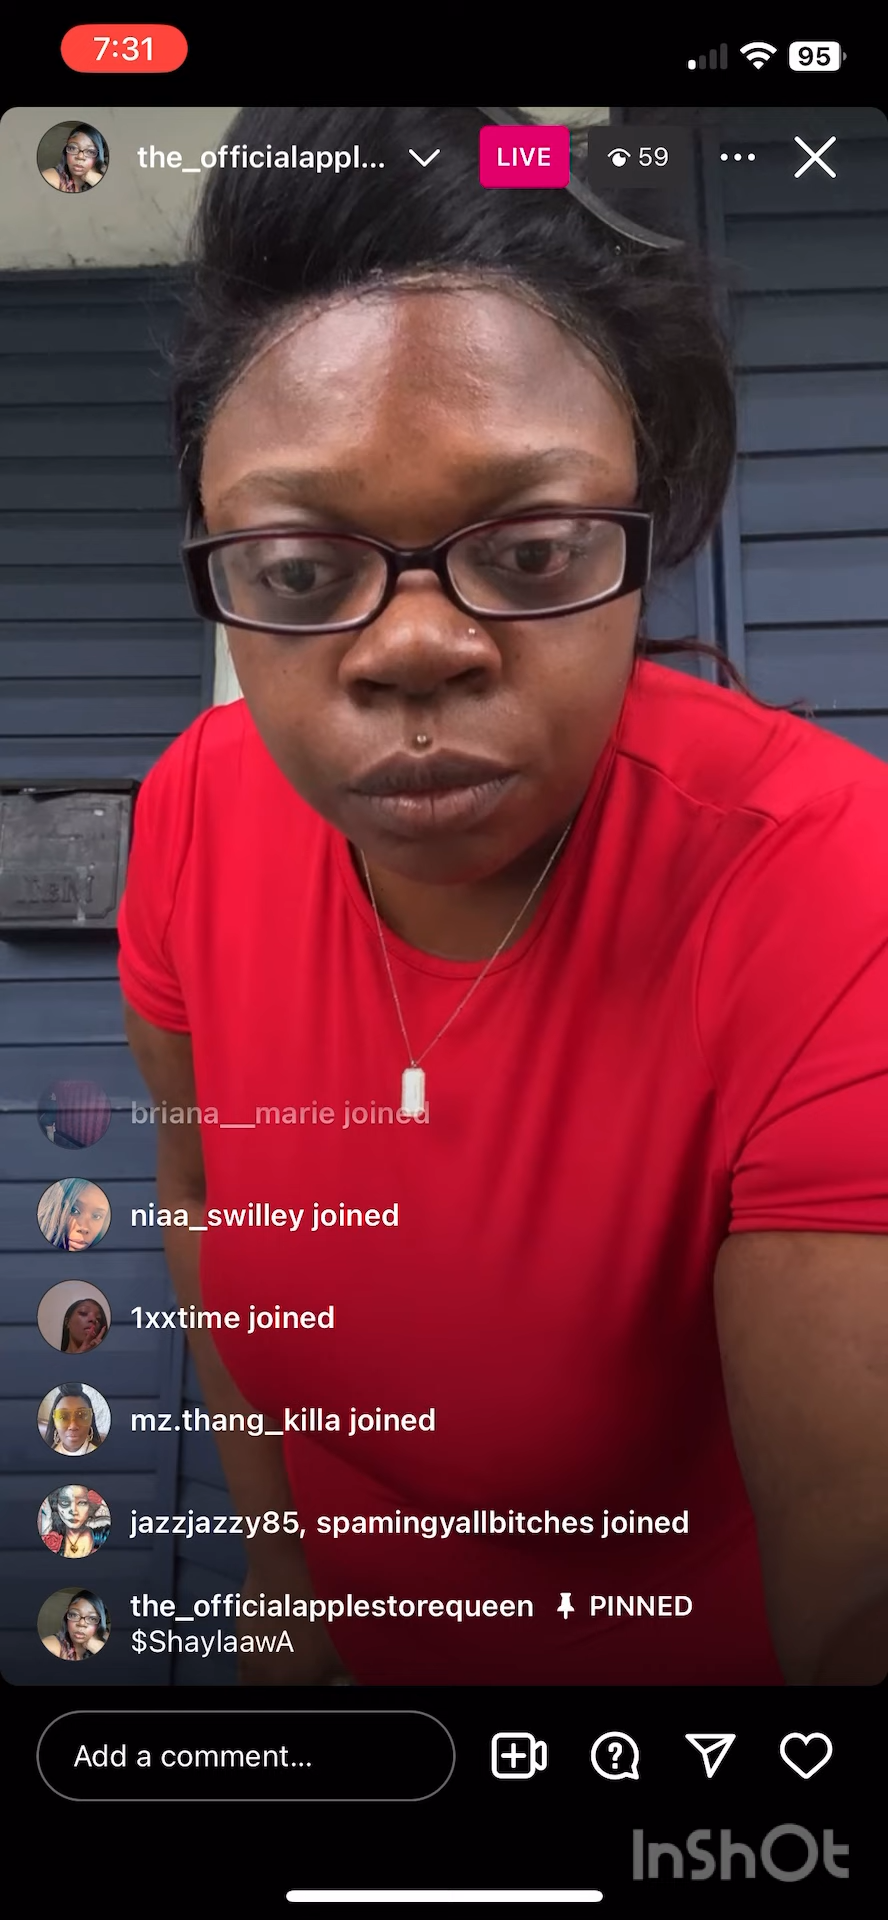 7:31
95
the_officialappl...
LIVE
59
briana__marie joined
niaa_swilley joined
1xxtime joined
mz.thang_killa joined
jazzjazzy85, spamingyallbitches joined
the_officialapplestorequeen PINNED
$ShaylaawA
Add a comment...
InShOt